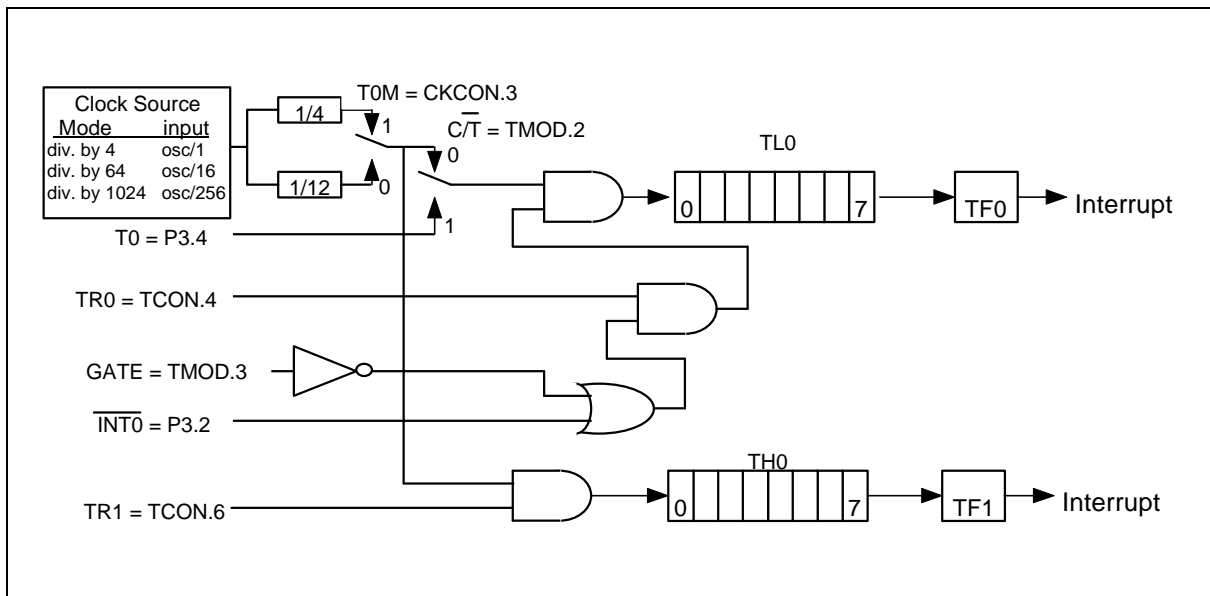 Clock Source
Mode input
div. by 4 osc/1
div. by 64 osc/16
div. by 1024 osc/256
1/4
1/12
T0M = CKCON.3
1
0
C/T̅ = TMOD.2
0
1
T0 = P3.4
TL0
0 7
TF0
Interrupt
TR0 = TCON.4
GATE = TMOD.3
I̅N̅T̅0̅ = P3.2
TR1 = TCON.6
TH0
0 7
TF1
Interrupt